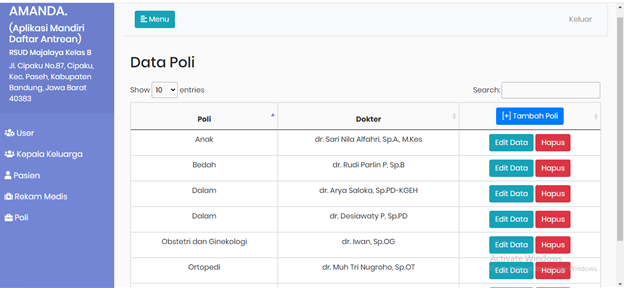 AMANDA.
(Aplikasi Mandiri
Daftar Antrean)
RSUD Majalaya Kelas B
Jl. Cipaku No.87, Cipaku,
Kec. Paseh, Kabupaten
Bandung, Jawa Barat
40383
User
Kepala Keluarga
Pasien
Rekam Medis
Poli
Menu
Keluar
Data Poli
Show 10 entries
Search:
Poli Dokter [+] Tambah Poli
Anak dr. Sari Nila Alfahri, Sp.A., M.Kes Edit Data Hapus
Bedah dr. Rudi Parlin P, Sp.B Edit Data Hapus
Dalam dr. Arya Saloka, Sp.PD-KGEH Edit Data Hapus
Dalam dr. Desiawaty P, Sp.PD Edit Data Hapus
Obstetri dan Ginekologi dr. Iwan, Sp.OG Edit Data Hapus
Activate Windows
Ortopedi dr. Muh Tri Nugroho, Sp.OT Edit Data Hapus
Windows.